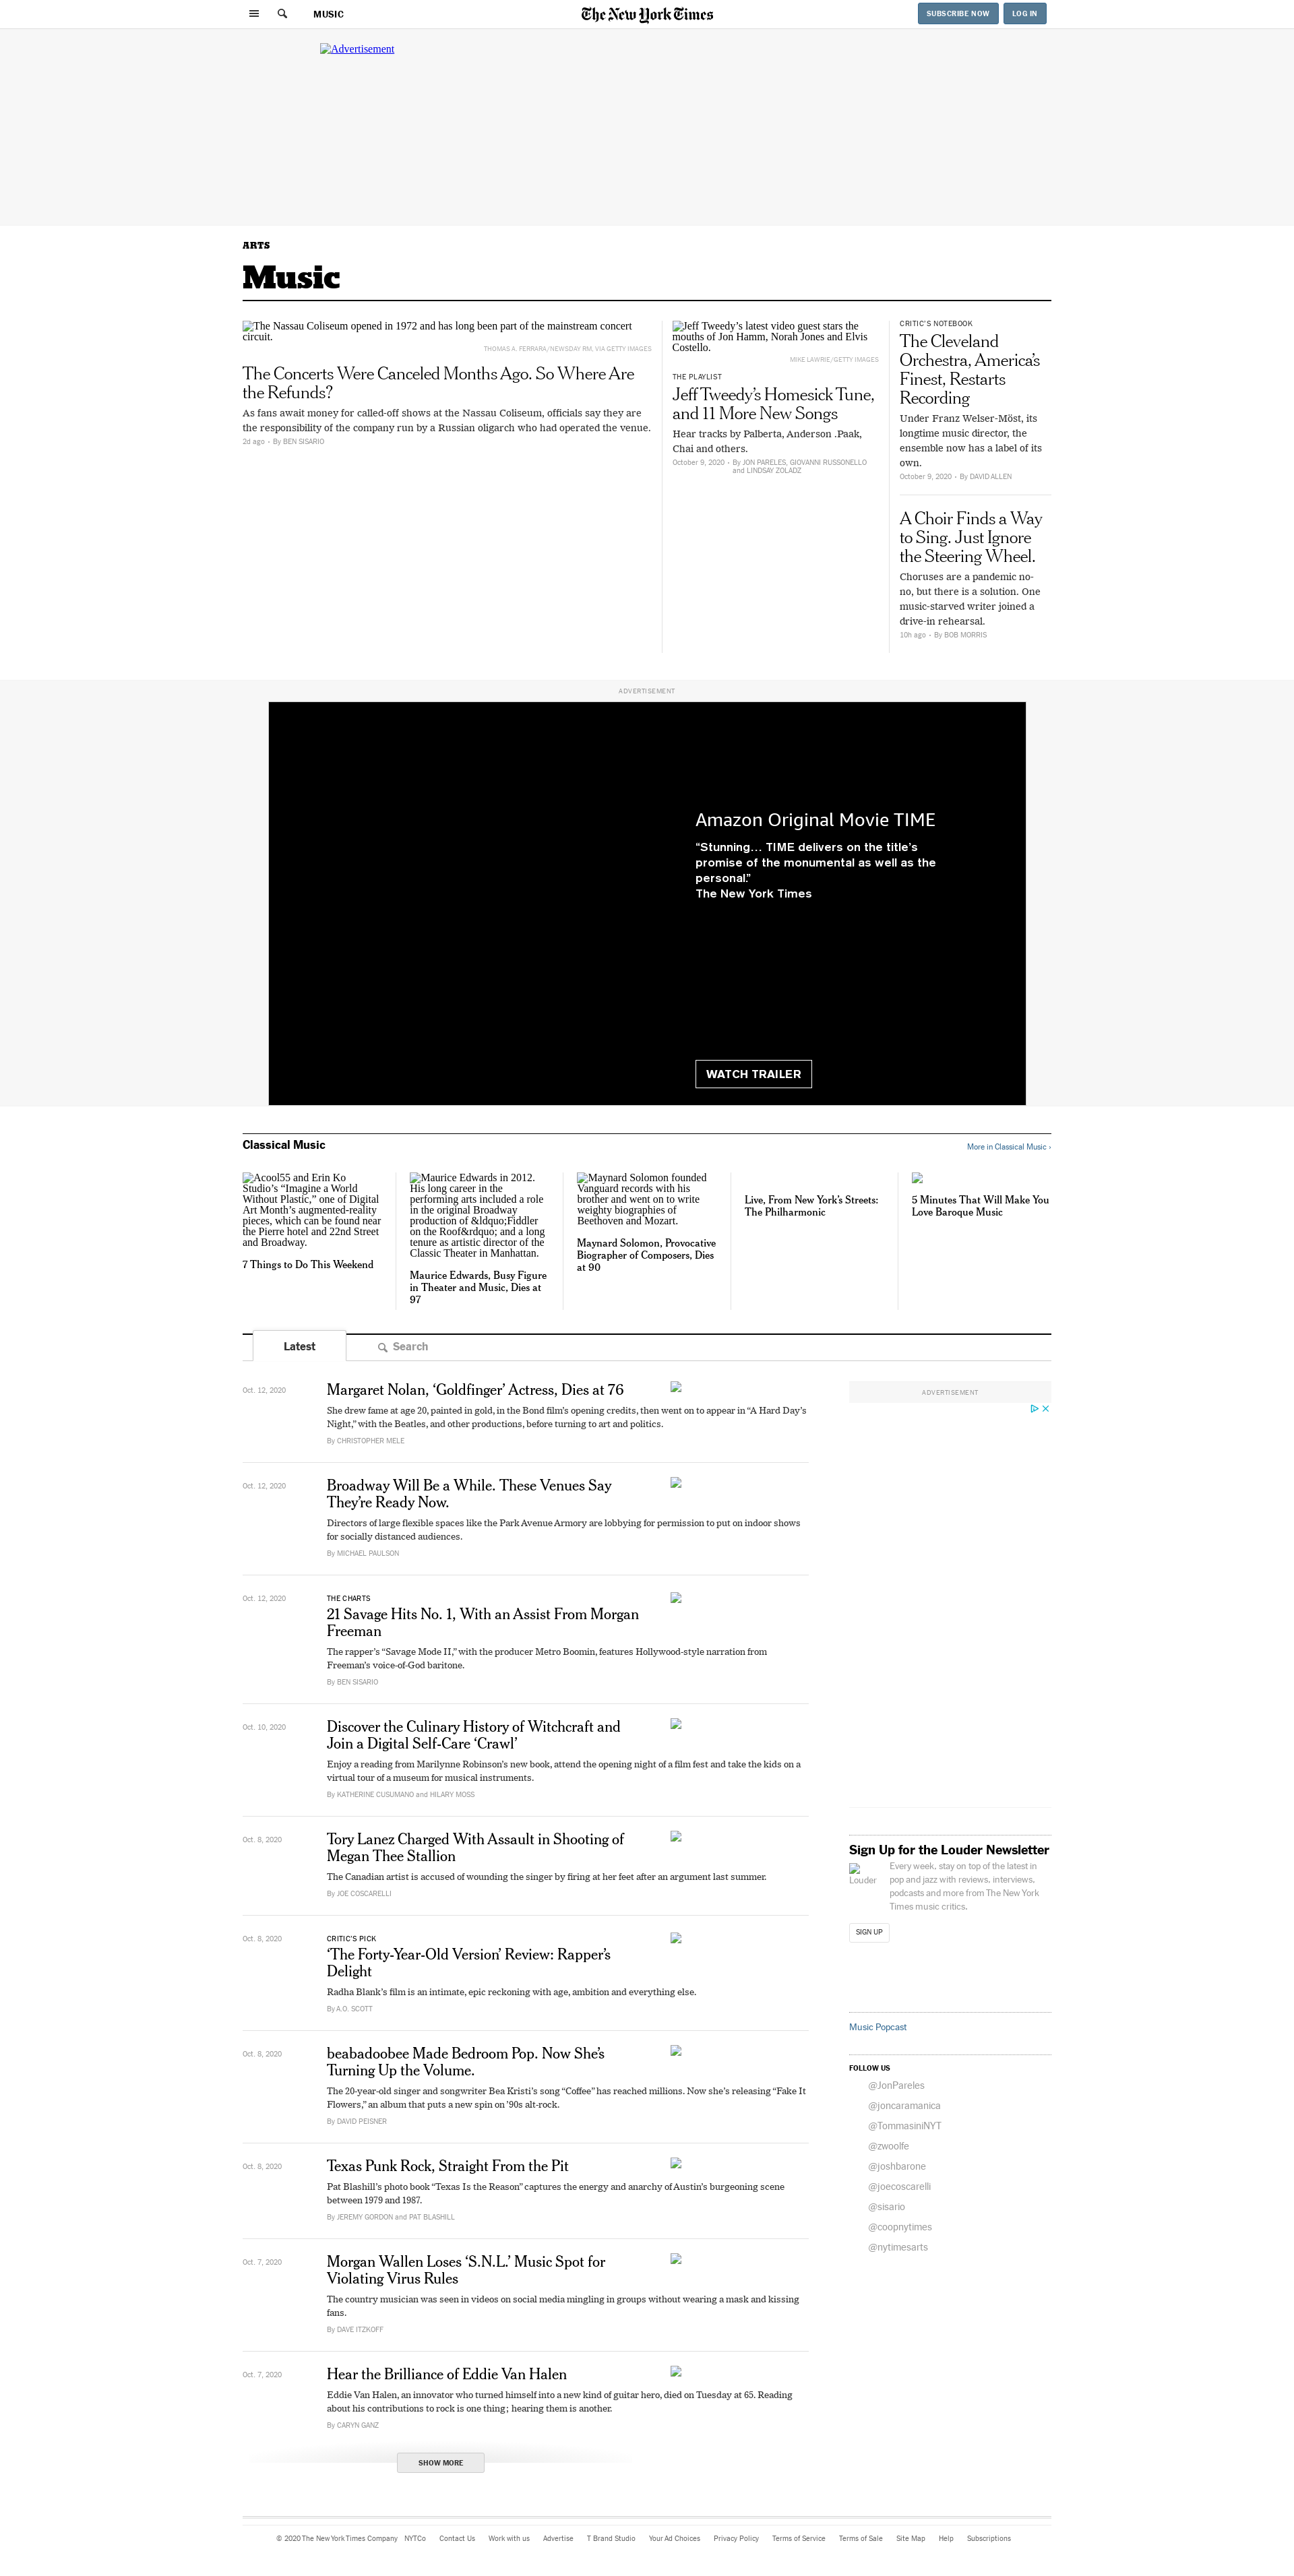 MUSIC
The New York Times
SUBSCRIBE NOW
LOG IN
Advertisement
ARTS
Music
The Nassau Coliseum opened in 1972 and has long been part of the mainstream concert
circuit.
THOMAS A. FERRARA/NEWSDAY RM, VIA GETTY IMAGES
The Concerts Were Canceled Months Ago. So Where Are
the Refunds?
As fans await money for called-off shows at the Nassau Coliseum, officials say they are
the responsibility of the company run by a Russian oligarch who had operated the venue.
2d ago - By BEN SISARIO
Jeff Tweedy’s latest video guest stars the
mouths of Jon Hamm, Norah Jones and Elvis
Costello.
MIKE LAWRIE/GETTY IMAGES
THE PLAYLIST
Jeff Tweedy’s Homesick Tune,
and 11 More New Songs
Hear tracks by Palberta, Anderson .Paak,
Chai and others.
October 9, 2020 - By JON PARELES, GIOVANNI RUSSONELLO
and LINDSAY ZOLADZ
CRITIC’S NOTEBOOK
The Cleveland
Orchestra, America’s
Finest, Restarts
Recording
Under Franz Welser-Möst, its
longtime music director, the
ensemble now has a label of its
own.
October 9, 2020 - By DAVID ALLEN
A Choir Finds a Way
to Sing. Just Ignore
the Steering Wheel.
Choruses are a pandemic no-
no, but there is a solution. One
music-starved writer joined a
drive-in rehearsal.
10h ago - By BOB MORRIS
ADVERTISEMENT
Amazon Original Movie TIME
“Stunning… TIME delivers on the title’s
promise of the monumental as well as the
personal.”
The New York Times
WATCH TRAILER
Classical Music
More in Classical Music ›
Acool55 and Erin Ko
Studio’s “Imagine a World
Without Plastic,” one of Digital
Art Month’s augmented-reality
pieces, which can be found near
the Pierre hotel and 22nd Street
and Broadway.
7 Things to Do This Weekend
Maurice Edwards in 2012.
His long career in the
performing arts included a role
in the original Broadway
production of &ldquo;Fiddler
on the Roof&rdquo; and a long
tenure as artistic director of the
Classic Theater in Manhattan.
Maurice Edwards, Busy Figure
in Theater and Music, Dies at
97
Maynard Solomon founded
Vanguard records with his
brother and went on to write
weighty biographies of
Beethoven and Mozart.
Maynard Solomon, Provocative
Biographer of Composers, Dies
at 90
Live, From New York’s Streets:
The Philharmonic
5 Minutes That Will Make You
Love Baroque Music
Latest
Search
Oct. 12, 2020
Margaret Nolan, ‘Goldfinger’ Actress, Dies at 76
She drew fame at age 20, painted in gold, in the Bond film’s opening credits, then went on to appear in “A Hard Day’s
Night,” with the Beatles, and other productions, before turning to art and politics.
By CHRISTOPHER MELE
Oct. 12, 2020
Broadway Will Be a While. These Venues Say
They’re Ready Now.
Directors of large flexible spaces like the Park Avenue Armory are lobbying for permission to put on indoor shows
for socially distanced audiences.
By MICHAEL PAULSON
Oct. 12, 2020
THE CHARTS
21 Savage Hits No. 1, With an Assist From Morgan
Freeman
The rapper’s “Savage Mode II,” with the producer Metro Boomin, features Hollywood-style narration from
Freeman’s voice-of-God baritone.
By BEN SISARIO
Oct. 10, 2020
Discover the Culinary History of Witchcraft and
Join a Digital Self-Care ‘Crawl’
Enjoy a reading from Marilynne Robinson’s new book, attend the opening night of a film fest and take the kids on a
virtual tour of a museum for musical instruments.
By KATHERINE CUSUMANO and HILARY MOSS
Oct. 8, 2020
Tory Lanez Charged With Assault in Shooting of
Megan Thee Stallion
The Canadian artist is accused of wounding the singer by firing at her feet after an argument last summer.
By JOE COSCARELLI
Oct. 8, 2020
CRITIC’S PICK
‘The Forty-Year-Old Version’ Review: Rapper’s
Delight
Radha Blank’s film is an intimate, epic reckoning with age, ambition and everything else.
By A.O. SCOTT
Oct. 8, 2020
beabadoobee Made Bedroom Pop. Now She’s
Turning Up the Volume.
The 20-year-old singer and songwriter Bea Kristi’s song “Coffee” has reached millions. Now she’s releasing “Fake It
Flowers,” an album that puts a new spin on ’90s alt-rock.
By DAVID PEISNER
Oct. 8, 2020
Texas Punk Rock, Straight From the Pit
Pat Blashill’s photo book “Texas Is the Reason” captures the energy and anarchy of Austin’s burgeoning scene
between 1979 and 1987.
By JEREMY GORDON and PAT BLASHILL
Oct. 7, 2020
Morgan Wallen Loses ‘S.N.L.’ Music Spot for
Violating Virus Rules
The country musician was seen in videos on social media mingling in groups without wearing a mask and kissing
fans.
By DAVE ITZKOFF
Oct. 7, 2020
Hear the Brilliance of Eddie Van Halen
Eddie Van Halen, an innovator who turned himself into a new kind of guitar hero, died on Tuesday at 65. Reading
about his contributions to rock is one thing; hearing them is another.
By CARYN GANZ
SHOW MORE
ADVERTISEMENT
Sign Up for the Louder Newsletter
Louder
Every week, stay on top of the latest in
pop and jazz with reviews, interviews,
podcasts and more from The New York
Times music critics.
SIGN UP
Music Popcast
FOLLOW US
@JonPareles
@joncaramanica
@TommasiniNYT
@zwoolfe
@joshbarone
@joecoscarelli
@sisario
@coopnytimes
@nytimesarts
© 2020 The New York Times Company NYTCo Contact Us Work with us Advertise T Brand Studio Your Ad Choices Privacy Policy Terms of Service Terms of Sale Site Map Help Subscriptions